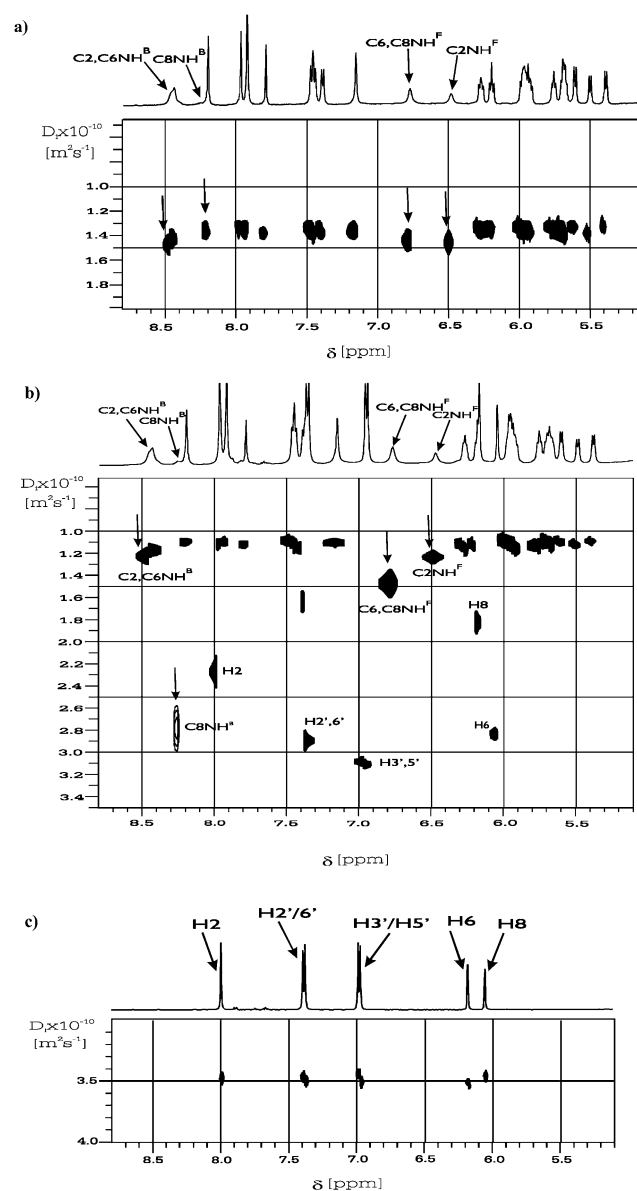 a)
C2,C6NH^B
C8NH^B
C6,C8NH^F
C2NH^F
D,x10⁻¹⁰
[m²s⁻¹]
1.0
1.2
1.4
1.6
1.8
8.5 8.0 7.5 7.0 6.5 6.0 5.5
δ [ppm]
b)
C2,C6NH^B
C8NH^B
C6,C8NH^F
C2NH^F
D,x10⁻¹⁰
[m²s⁻¹]
1.0
1.2
1.4
1.6
1.8
2.0
2.2
2.4
2.6
2.8
3.0
3.2
3.4
C2,C6NH^B
C6,C8NH^F
C2NH^F
H8
H2
C8NH^a
H2',6'
H6
H3',5'
8.5 8.0 7.5 7.0 6.5 6.0 5.5
δ [ppm]
c)
H2
H2'/6'
H3'/H5'
H6
H8
D,x10⁻¹⁰
[m²s⁻¹]
3.5
4.0
8.5 8.0 7.5 7.0 6.5 6.0 5.5
δ [ppm]